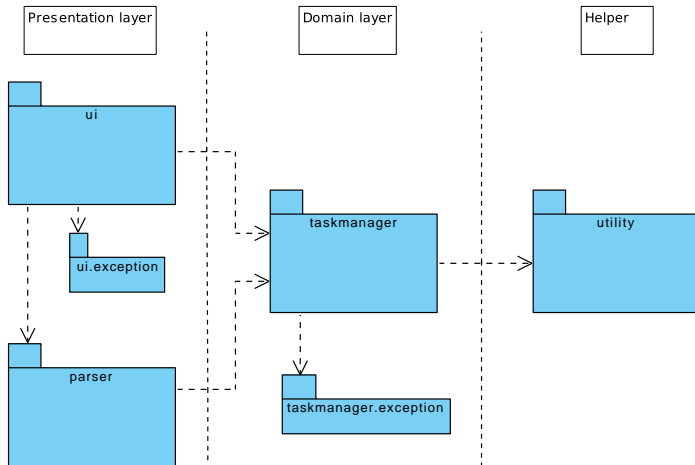 Presentation layer
Domain layer
Helper
ui
taskmanager
utility
ui.exception
parser
taskmanager.exception